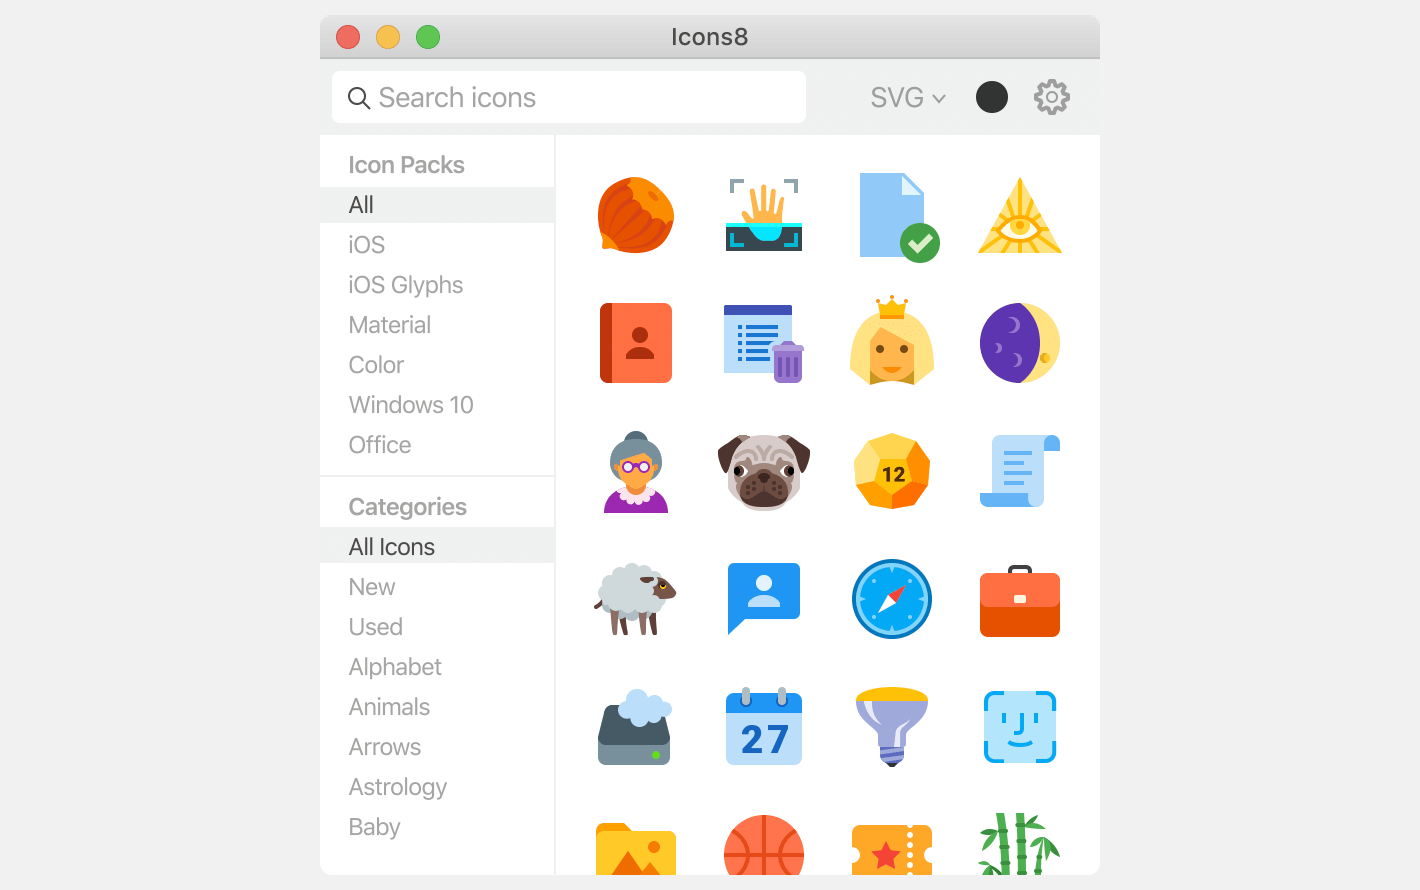 Icons8
Search icons
SVG
Icon Packs
All
iOS
iOS Glyphs
Material
Color
Windows 10
Office
Categories
All Icons
New
Used
Alphabet
Animals
Arrows
Astrology
Baby
12
27